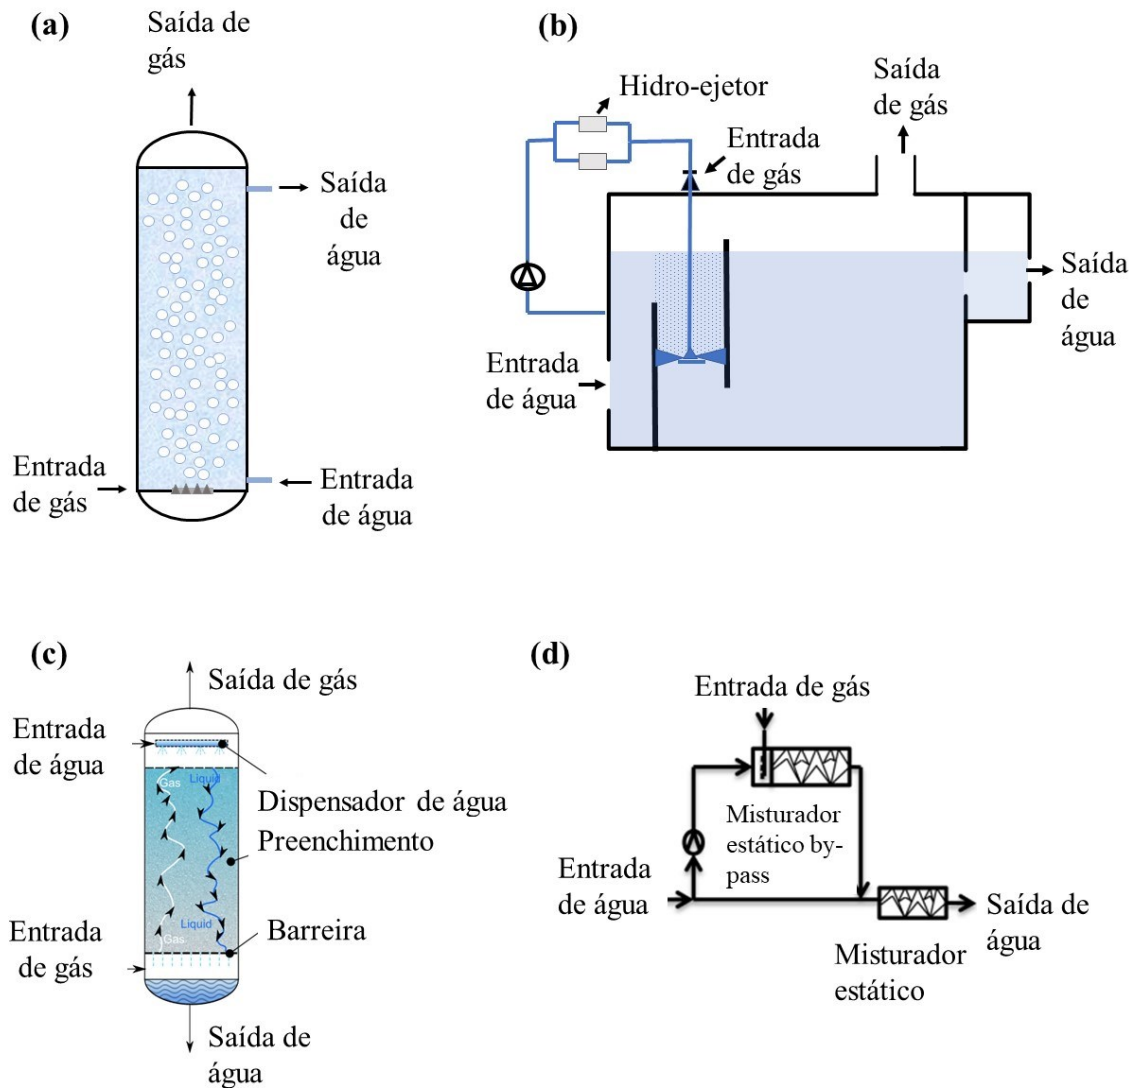 (a)
Saída de
gás
Saída
de
água
Entrada
de gás
Entrada
de água
(b)
Hidro-ejetor
Entrada
de gás
Saída
de gás
Saída
de
água
Entrada
de água
(c)
Saída de gás
Entrada
de água
Gas
Liquid
Dispensador de água
Preenchimento
Liquid
Gas
Barreira
Entrada
de gás
Saída de
água
(d)
Entrada de gás
Misturador
estático by-
pass
Entrada
de água
Saída de
água
Misturador
estático